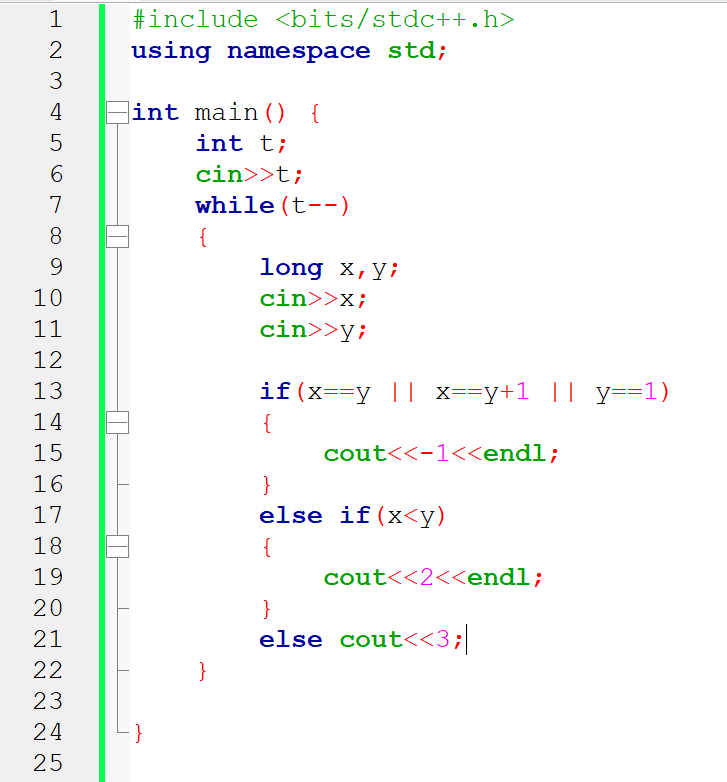 1 #include <bits/stdc++.h>
2 using namespace std;
3
4 int main() {
5     int t;
6     cin>>t;
7     while(t--)
8     {
9         long x,y;
10         cin>>x;
11         cin>>y;
12
13         if(x==y || x==y+1 || y==1)
14         {
15             cout<<-1<<endl;
16         }
17         else if(x<y)
18         {
19             cout<<2<<endl;
20         }
21         else cout<<3;
22     }
23
24 }
25